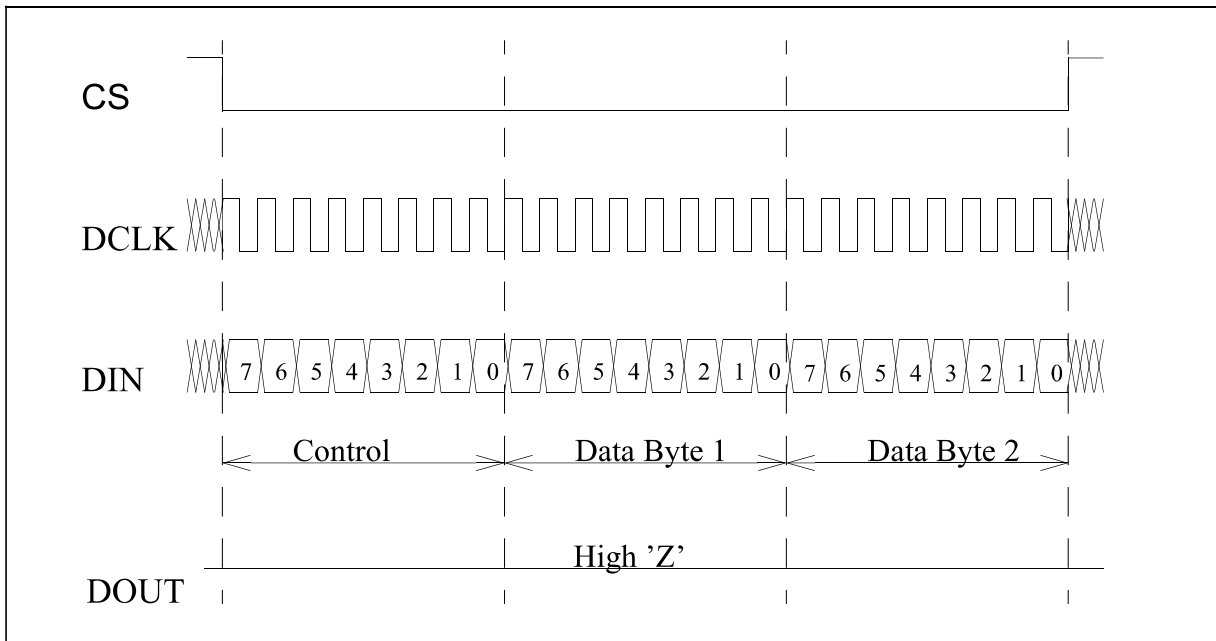 CS
DCLK
DIN
7 6 5 4 3 2 1 0 7 6 5 4 3 2 1 0 7 6 5 4 3 2 1 0
Control Data Byte 1 Data Byte 2
High 'Z'
DOUT